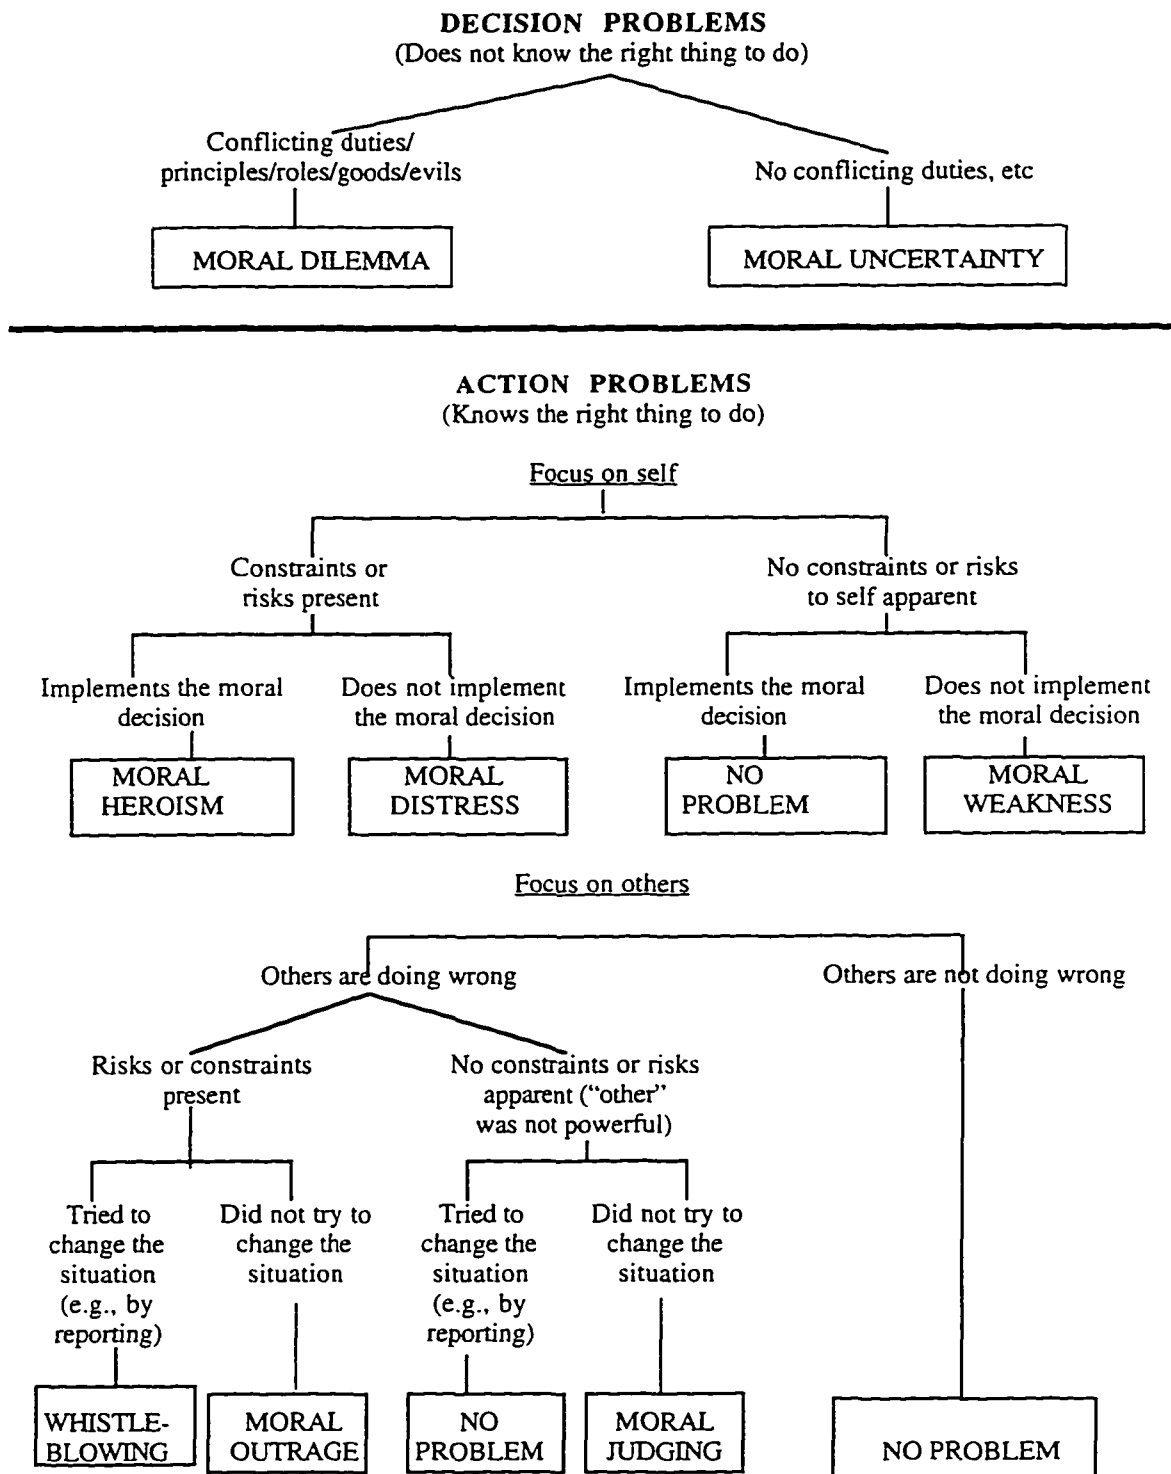 DECISION PROBLEMS
(Does not know the right thing to do)
Conflicting duties/
principles/roles/goods/evils
No conflicting duties, etc
MORAL DILEMMA
MORAL UNCERTAINTY
ACTION PROBLEMS
(Knows the right thing to do)
Focus on self
Constraints or
risks present
No constraints or risks
to self apparent
Implements the moral
decision
Does not implement
the moral decision
Implements the moral
decision
Does not implement
the moral decision
MORAL
HEROISM
MORAL
DISTRESS
NO
PROBLEM
MORAL
WEAKNESS
Focus on others
Others are doing wrong
Others are not doing wrong
Risks or constraints
present
No constraints or risks
apparent (“other”
was not powerful)
Tried to
change the
situation
(e.g., by
reporting)
Did not try to
change the
situation
Tried to
change the
situation
(e.g., by
reporting)
Did not try to
change the
situation
WHISTLE-
BLOWING
MORAL
OUTRAGE
NO
PROBLEM
MORAL
JUDGING
NO PROBLEM